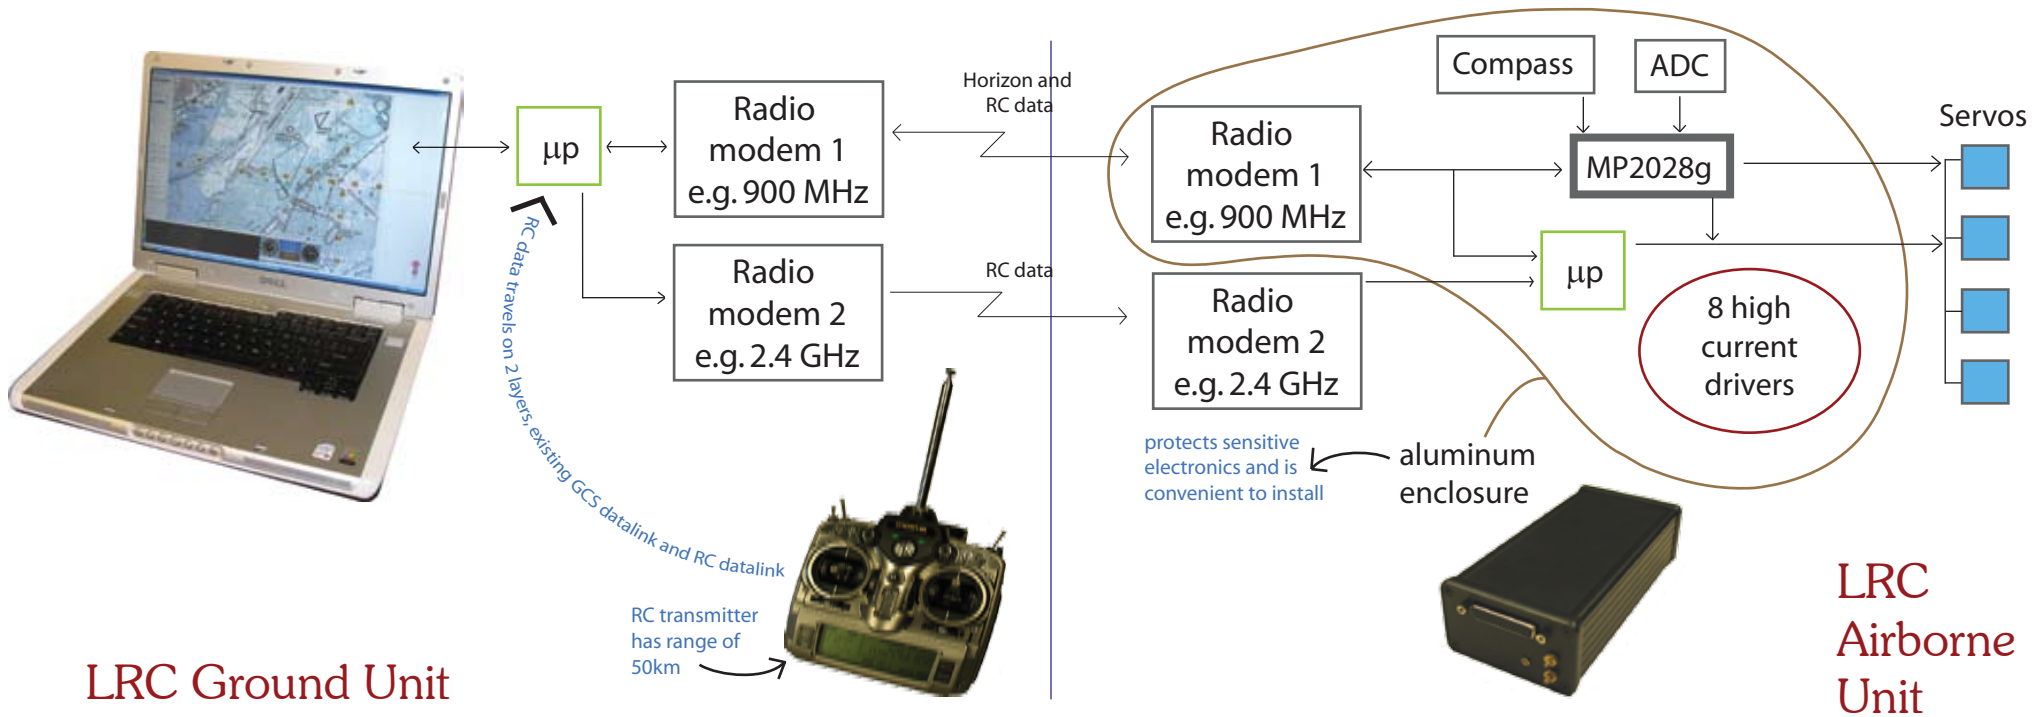 Compass
ADC
Horizon and
RC data
Radio
modem 1
e.g. 900 MHz
μp
Radio
modem 1
e.g. 900 MHz
MP2028g
Servos
RC data travels on 2 layers, existing GCS datalink and RC datalink
Radio
modem 2
e.g. 2.4 GHz
RC data
Radio
modem 2
e.g. 2.4 GHz
μp
8 high
current
drivers
protects sensitive
electronics and is
convenient to install
aluminum
enclosure
RC transmitter
has range of
50km
LRC Ground Unit
LRC
Airborne
Unit
DELL